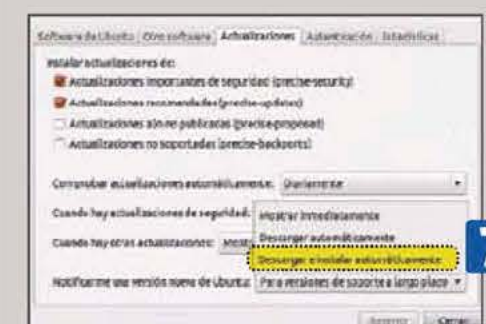 Software de Ubuntu Otro software Actualizaciones Autenticación Estadísticas
Instalar actualizaciones de:
Actualizaciones importantes de seguridad (precise-security)
Actualizaciones recomendadas (precise-updates)
Actualizaciones aún no publicadas (precise-proposed)
Actualizaciones no soportadas (precise-backports)
Comprobar actualizaciones automáticamente: Diariamente
Cuando hay actualizaciones de seguridad: Mostrar inmediatamente
Descargar automáticamente
Cuando hay otras actualizaciones: Most
Descargar e instalar automáticamente
Notificarme una versión nueva de Ubuntu: Para versiones de soporte a largo plazo
Revertir Cerrar